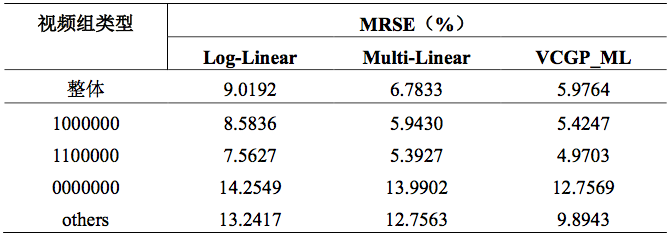 视频组类型 MRSE（%）
Log-Linear Multi-Linear VCGP_ML
整体 9.0192 6.7833 5.9764
1000000 8.5836 5.9430 5.4247
1100000 7.5627 5.3927 4.9703
0000000 14.2549 13.9902 12.7569
others 13.2417 12.7563 9.8943